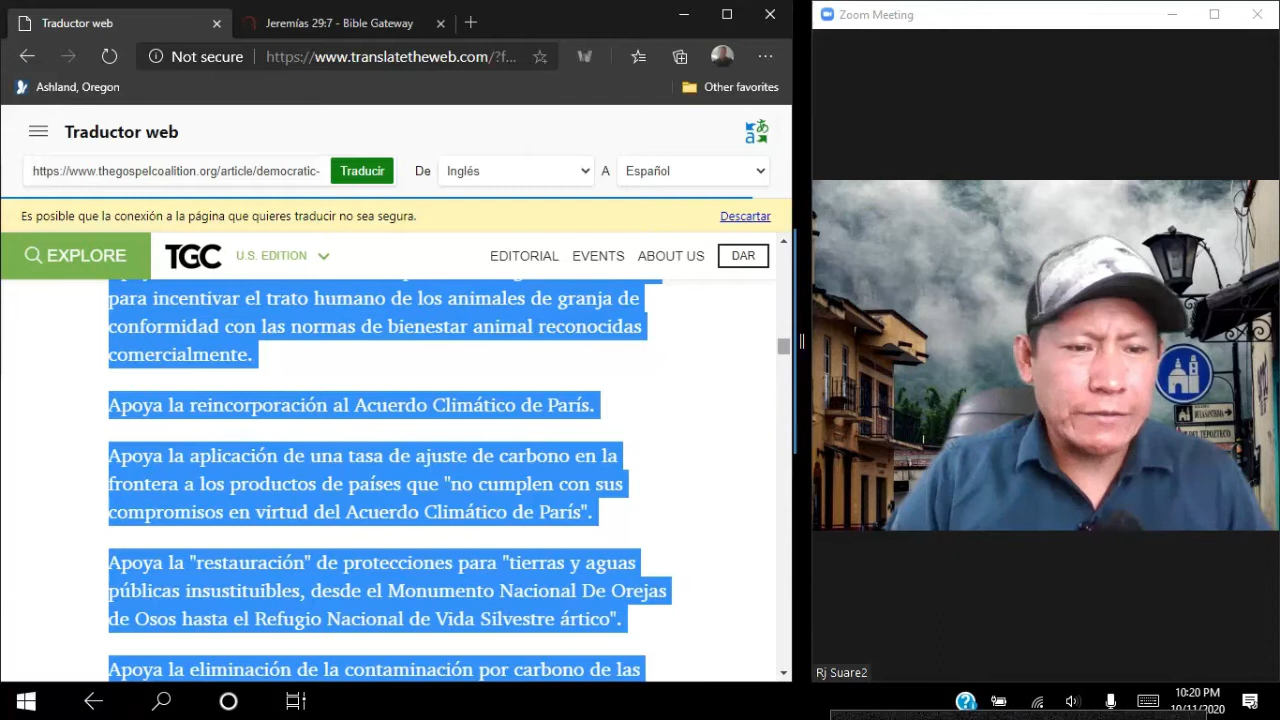 Traductor web
Jeremías 29:7 - Bible Gateway
Zoom Meeting
Not secure
https://www.translatetheweb.com/?f...
Ashland, Oregon
Other favorites
Traductor web
https://www.thegospelcoalition.org/article/democratic-
Traducir
De
Inglés
A
Español
Es posible que la conexión a la página que quieres traducir no sea segura.
Descartar
EXPLORE
TGC
U.S. EDITION
EDITORIAL
EVENTS
ABOUT US
DAR
para incentivar el trato humano de los animales de granja de
conformidad con las normas de bienestar animal reconocidas
comercialmente.
Apoya la reincorporación al Acuerdo Climático de París.
Apoya la aplicación de una tasa de ajuste de carbono en la
frontera a los productos de países que "no cumplen con sus
compromisos en virtud del Acuerdo Climático de París".
Apoya la "restauración" de protecciones para "tierras y aguas
públicas insustituibles, desde el Monumento Nacional De Orejas
de Osos hasta el Refugio Nacional de Vida Silvestre ártico".
Apoya la eliminación de la contaminación por carbono de las
Rj Suare2
10:20 PM
10/11/2020